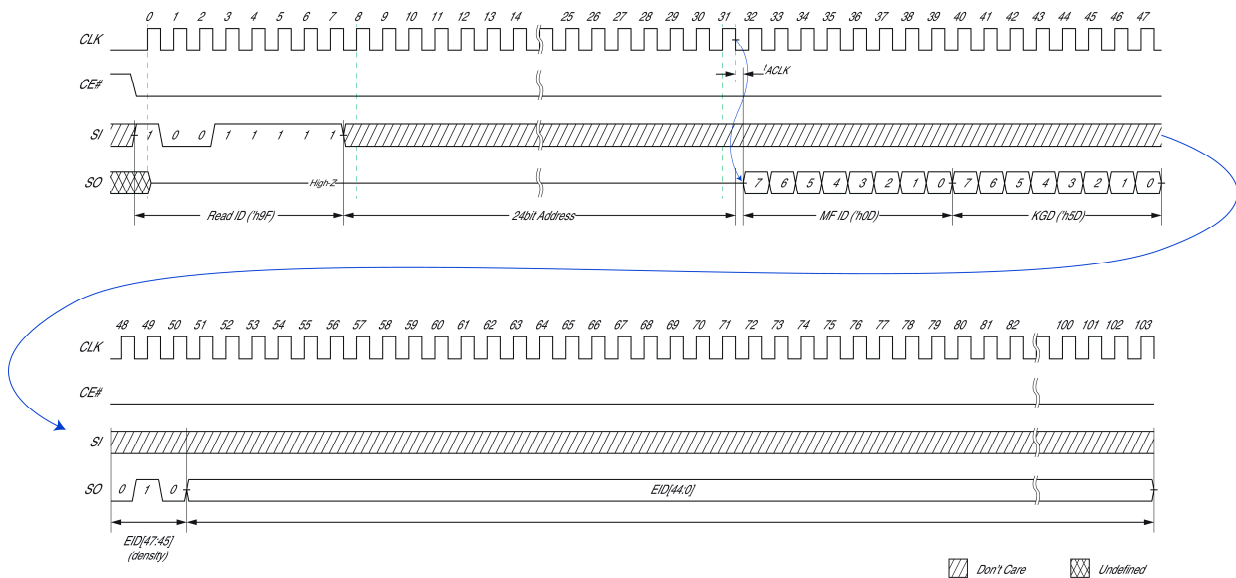 0 1 2 3 4 5 6 7 8 9 10 11 12 13 14 25 26 27 28 29 30 31 32 33 34 35 36 37 38 39 40 41 42 43 44 45 46 47
CLK
tACLK
CE#
SI 1 0 0 1 1 1 1 1
SO High-Z 7 6 5 4 3 2 1 0 7 6 5 4 3 2 1 0
Read ID ('h9F) 24bit Address MF ID ('h0D) KGD ('h5D)
48 49 50 51 52 53 54 55 56 57 58 59 60 61 62 63 64 65 66 67 68 69 70 71 72 73 74 75 76 77 78 79 80 81 82 100 101 102 103
CLK
CE#
SI
SO 0 1 0 EID[44:0]
EID[47:45]
(density)
Don't Care Undefined